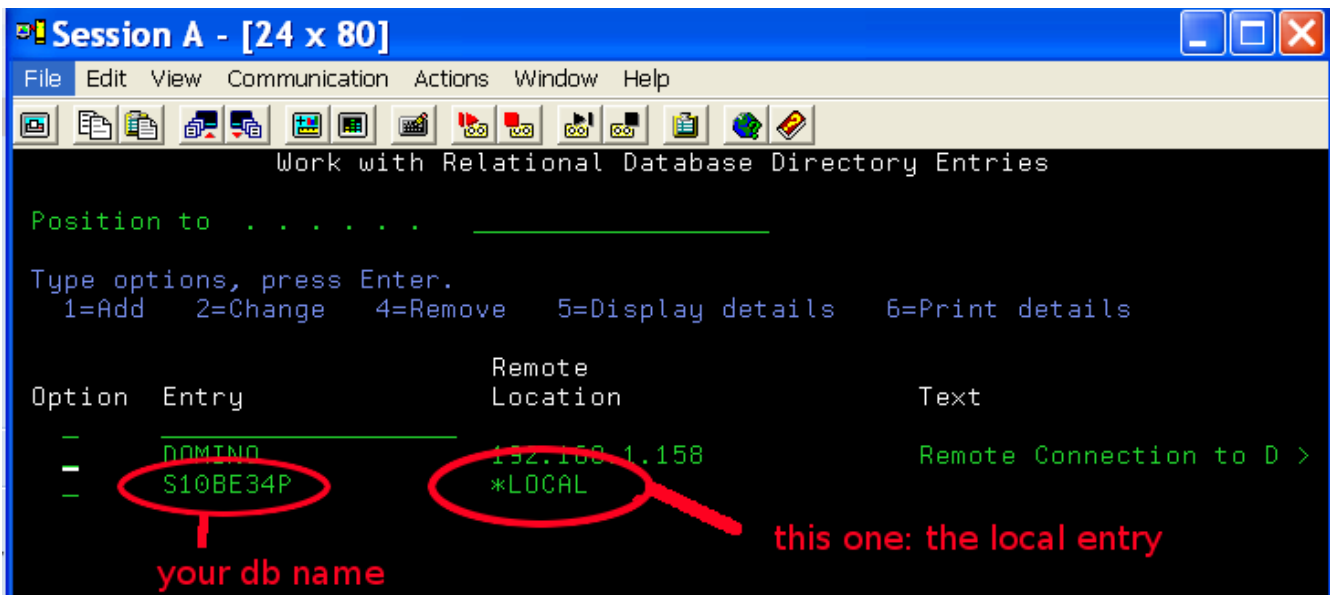 Session A - [24 x 80]
File Edit View Communication Actions Window Help
Work with Relational Database Directory Entries
Position to . . . . . .
Type options, press Enter.
1=Add 2=Change 4=Remove 5=Display details 6=Print details
Remote
Option Entry Location Text
DOMINO 192.168.1.158 Remote Connection to D >
S10BE34P *LOCAL
this one: the local entry
your db name